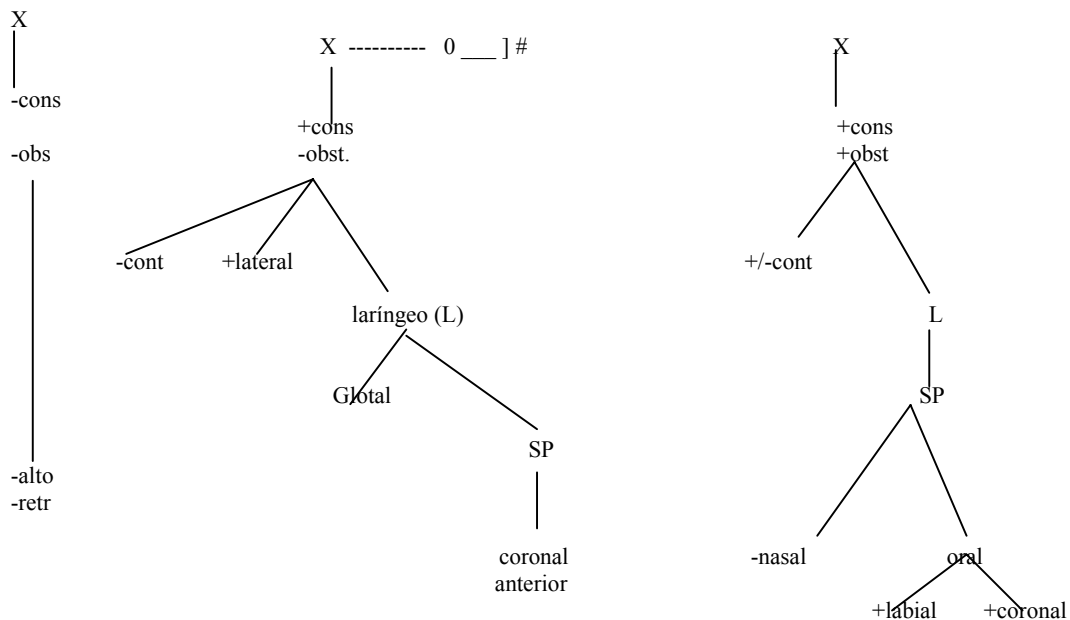 X
X ---------- 0 ___ ] #
X
-cons
+cons
+cons
-obs
-obst.
+obst
-cont
+lateral
+/-cont
laríngeo (L)
L
Glotal
SP
SP
-alto
-retr
coronal
anterior
-nasal
oral
+labial
+coronal